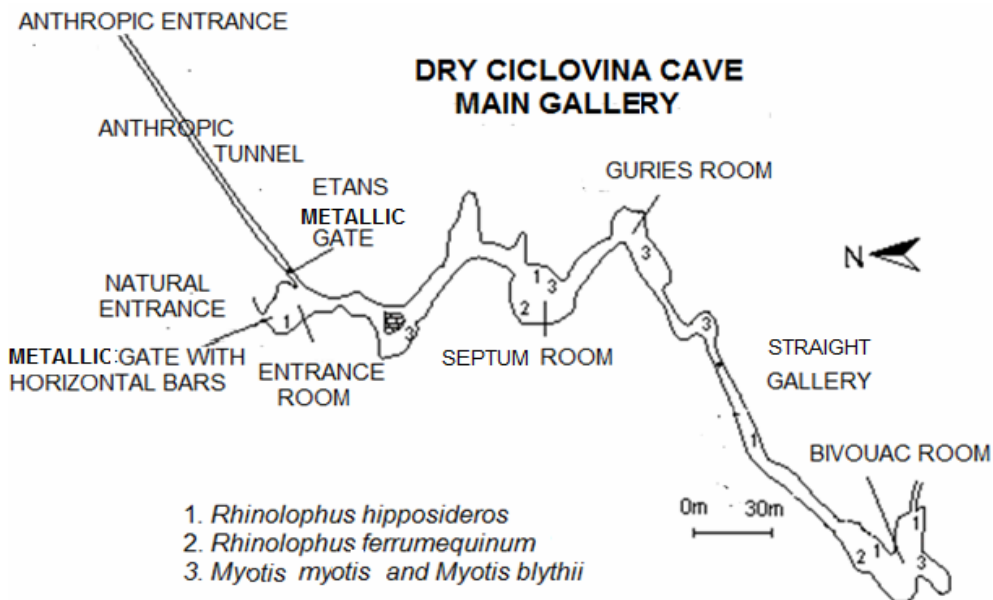 ANTHROPIC ENTRANCE
DRY CICLOVINA CAVE
MAIN GALLERY
ANTHROPIC
TUNNEL
ETANS
METALLIC
GATE
GURIES ROOM
N
NATURAL
ENTRANCE
METALLIC:GATE WITH
HORIZONTAL BARS
ENTRANCE
ROOM
SEPTUM ROOM
STRAIGHT
GALLERY
BIVOUAC ROOM
1
3
1
3
2
3
3
1
2
1
1
3
0m 30m
1. Rhinolophus hipposideros
2. Rhinolophus ferrumequinum
3. Myotis myotis and Myotis blythii